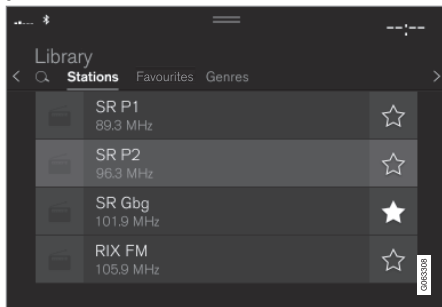 --:--
Library
Stations Favourites Genres
SR P1
89.3 MHz
SR P2
96.3 MHz
SR Gbg
101.9 MHz
RIX FM
105.9 MHz
G063308